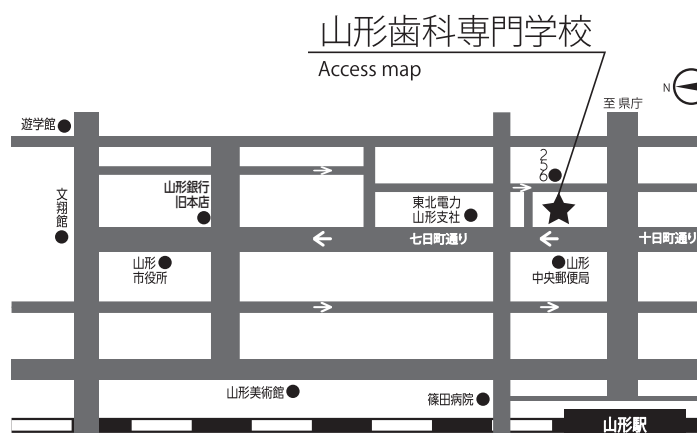 山形歯科専門学校
Access map
N
至 県庁
遊学館
256
山形銀行
旧本店
文翔館
東北電力
山形支社
七日町通り
十日町通り
山形
市役所
山形
中央郵便局
山形美術館
篠田病院
山形駅